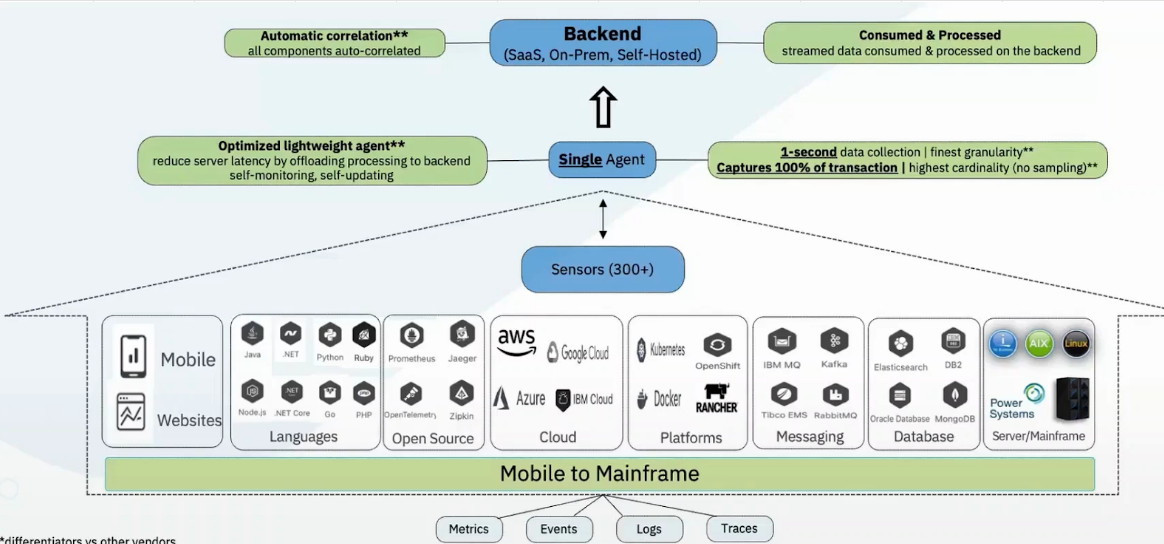 Automatic correlation**
all components auto-correlated
Backend
(SaaS, On-Prem, Self-Hosted)
Consumed & Processed
streamed data consumed & processed on the backend
Optimized lightweight agent**
reduce server latency by offloading processing to backend
self-monitoring, self-updating
Single Agent
1-second data collection | finest granularity**
Captures 100% of transaction | highest cardinality (no sampling)**
Sensors (300+)
Mobile
Websites
Java
.NET
Python
Ruby
Node.js
.NET Core
Go
PHP
Languages
Prometheus
Jaeger
OpenTelemetry
Zipkin
Open Source
aws
Google Cloud
Azure
IBM Cloud
Cloud
Kubernetes
OpenShift
Docker
RANCHER
Platforms
IBM MQ
Kafka
Tibco EMS
RabbitMQ
Messaging
Elasticsearch
DB2
Oracle Database
MongoDB
Database
i
AIX
Linux
Power
Systems
Server/Mainframe
Mobile to Mainframe
Metrics
Events
Logs
Traces
*differentiators vs other vendors